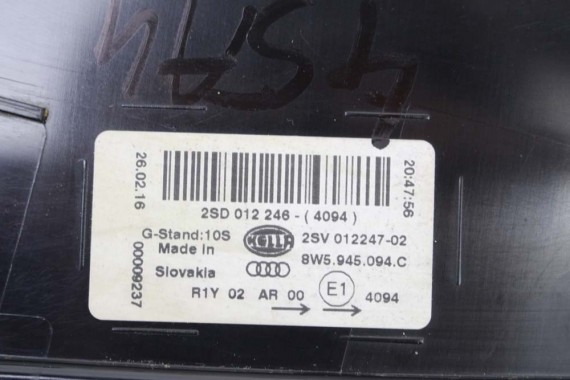 26.02.16
20:47:56
2SD 012 246 - ( 4094 )
G-Stand:10S
HELLA
2SV 012247-02
Made In
8W5.945.094.C
Slovakia
00009237
R1Y 02 AR 00
E1
4094